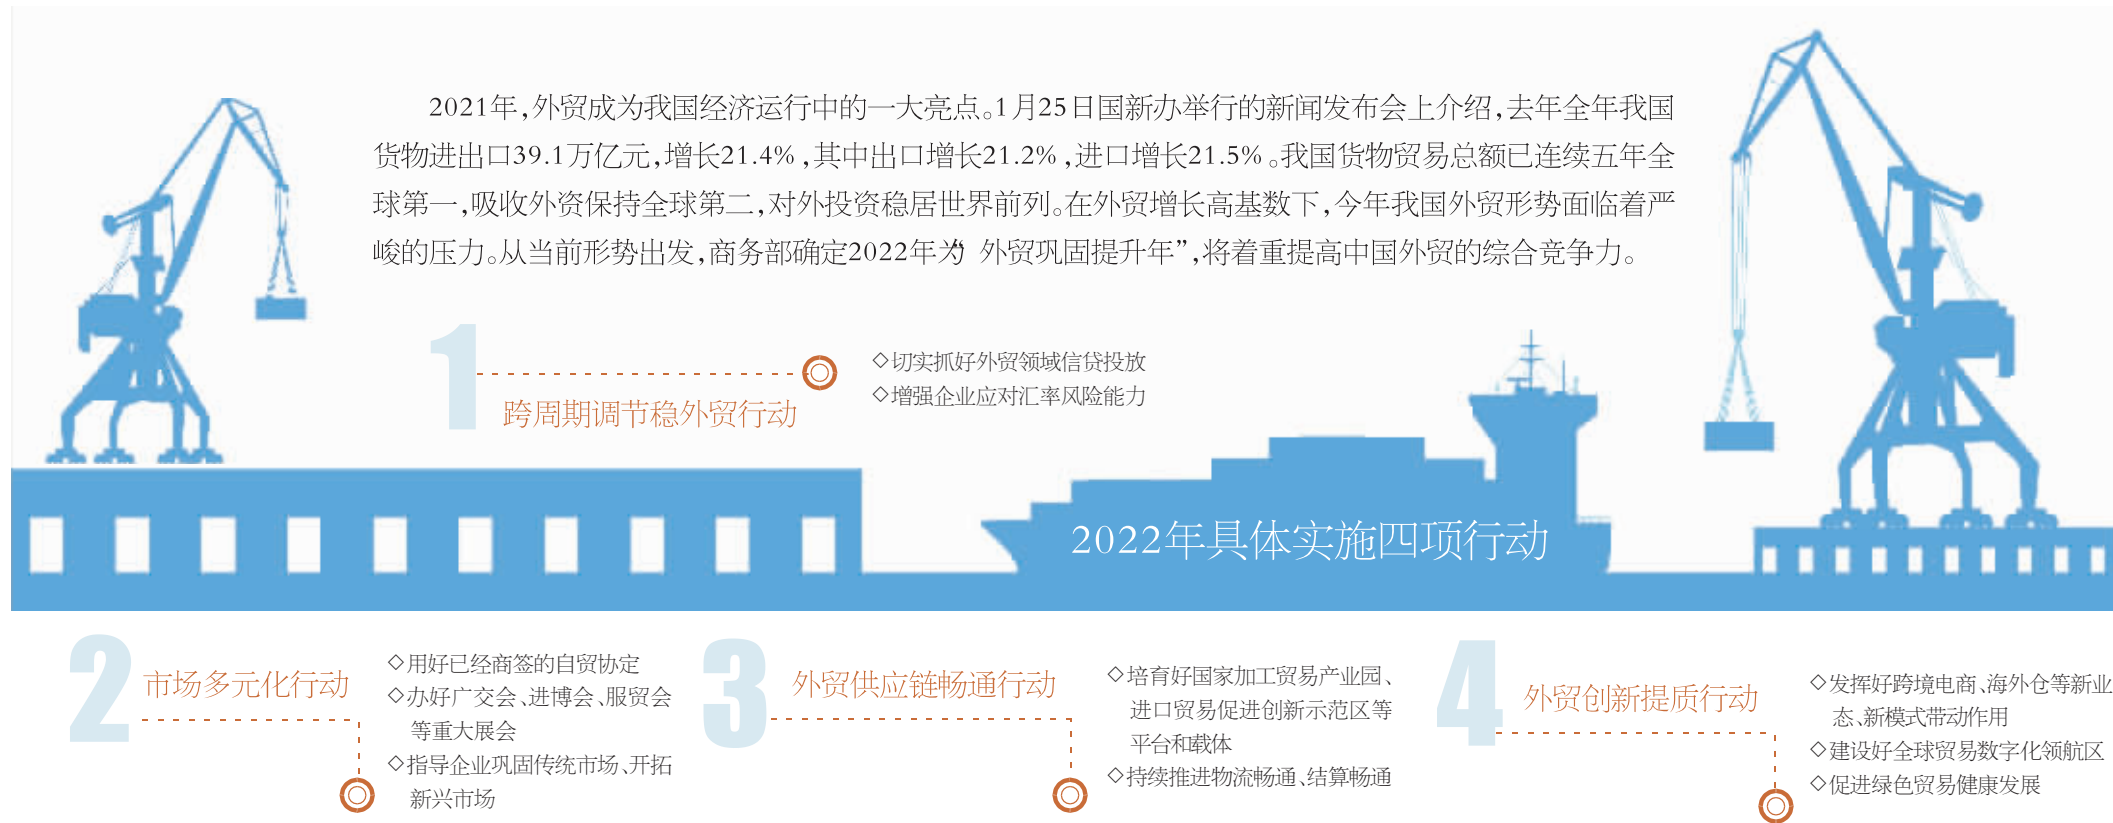 2021年，外贸成为我国经济运行中的一大亮点。1月25日国新办举行的新闻发布会上介绍，去年全年我国
货物进出口39.1万亿元，增长21.4%，其中出口增长21.2%，进口增长21.5%。我国货物贸易总额已连续五年全
球第一，吸收外资保持全球第二，对外投资稳居世界前列。在外贸增长高基数下，今年我国外贸形势面临着严
峻的压力。从当前形势出发，商务部确定2022年为“外贸巩固提升年”，将着重提高中国外贸的综合竞争力。
1
跨周期调节稳外贸行动
◇切实抓好外贸领域信贷投放
◇增强企业应对汇率风险能力
2022年具体实施四项行动
2
市场多元化行动
◇用好已经商签的自贸协定
◇办好广交会、进博会、服贸会
等重大展会
◇指导企业巩固传统市场、开拓
新兴市场
3
外贸供应链畅通行动
◇培育好国家加工贸易产业园、
进口贸易促进创新示范区等
平台和载体
◇持续推进物流畅通、结算畅通
4
外贸创新提质行动
◇发挥好跨境电商、海外仓等新业
态、新模式带动作用
◇建设好全球贸易数字化领航区
◇促进绿色贸易健康发展